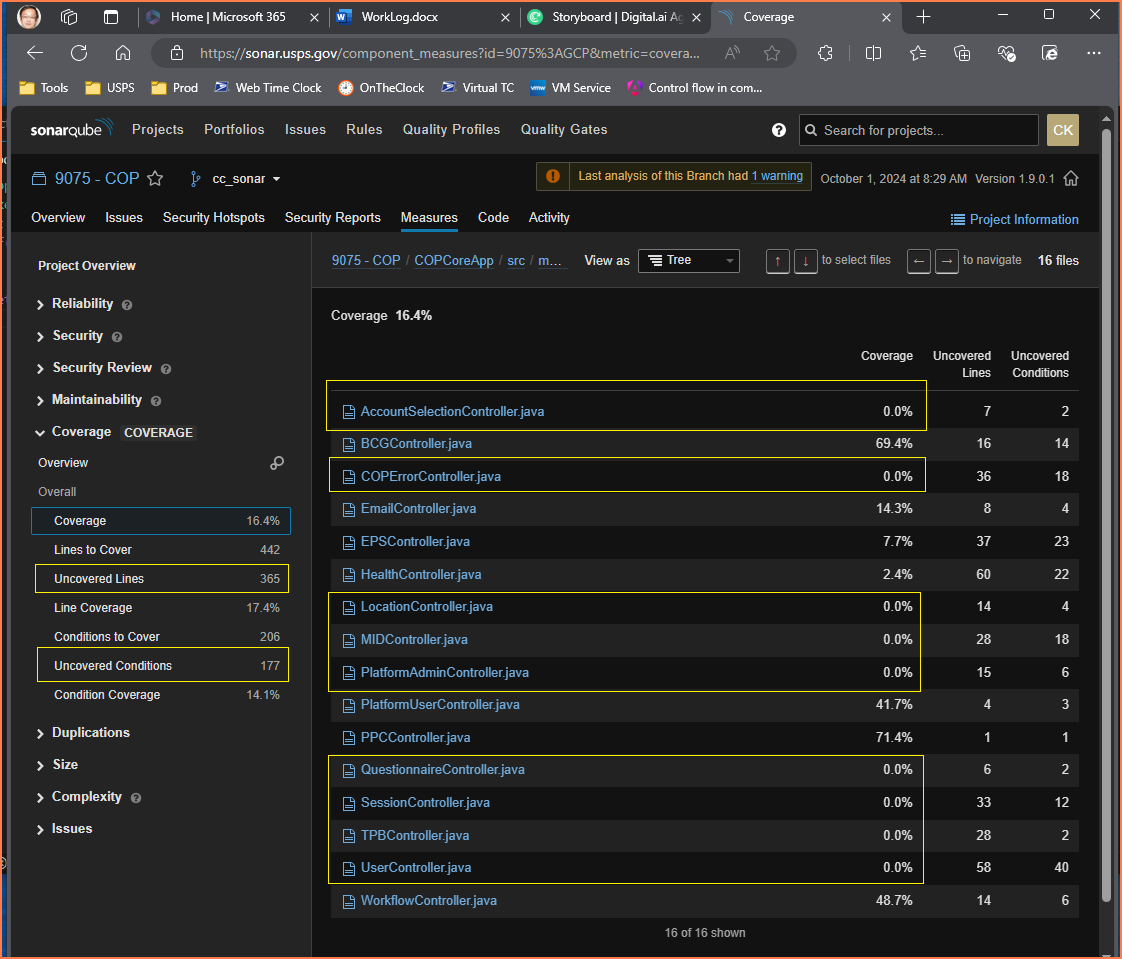 Home | Microsoft 365
WorkLog.docx
Storyboard | Digital.ai Ag
Coverage
https://sonar.usps.gov/component_measures?id=9075%3AGCP&metric=covera...
Tools USPS Prod Web Time Clock OnTheClock Virtual TC VM Service Control flow in com...
sonarqube Projects Portfolios Issues Rules Quality Profiles Quality Gates ? Search for projects... CK
9075 - COP cc_sonar Last analysis of this Branch had 1 warning October 1, 2024 at 8:29 AM Version 1.9.0.1
Overview Issues Security Hotspots Security Reports Measures Code Activity Project Information
Project Overview
Reliability
Security
Security Review
Maintainability
Coverage COVERAGE
Overview
Overall
Coverage 16.4%
Lines to Cover 442
Uncovered Lines 365
Line Coverage 17.4%
Conditions to Cover 206
Uncovered Conditions 177
Condition Coverage 14.1%
Duplications
Size
Complexity
Issues
9075 - COP / COPCoreApp / src / m... View as Tree ↑ ↓ to select files ← → to navigate 16 files
Coverage 16.4%
Coverage Uncovered Lines Uncovered Conditions
AccountSelectionController.java 0.0% 7 2
BCGController.java 69.4% 16 14
COPErrorController.java 0.0% 36 18
EmailController.java 14.3% 8 4
EPSController.java 7.7% 37 23
HealthController.java 2.4% 60 22
LocationController.java 0.0% 14 4
MIDController.java 0.0% 28 18
PlatformAdminController.java 0.0% 15 6
PlatformUserController.java 41.7% 4 3
PPCController.java 71.4% 1 1
QuestionnaireController.java 0.0% 6 2
SessionController.java 0.0% 33 12
TPBController.java 0.0% 28 2
UserController.java 0.0% 58 40
WorkflowController.java 48.7% 14 6
16 of 16 shown